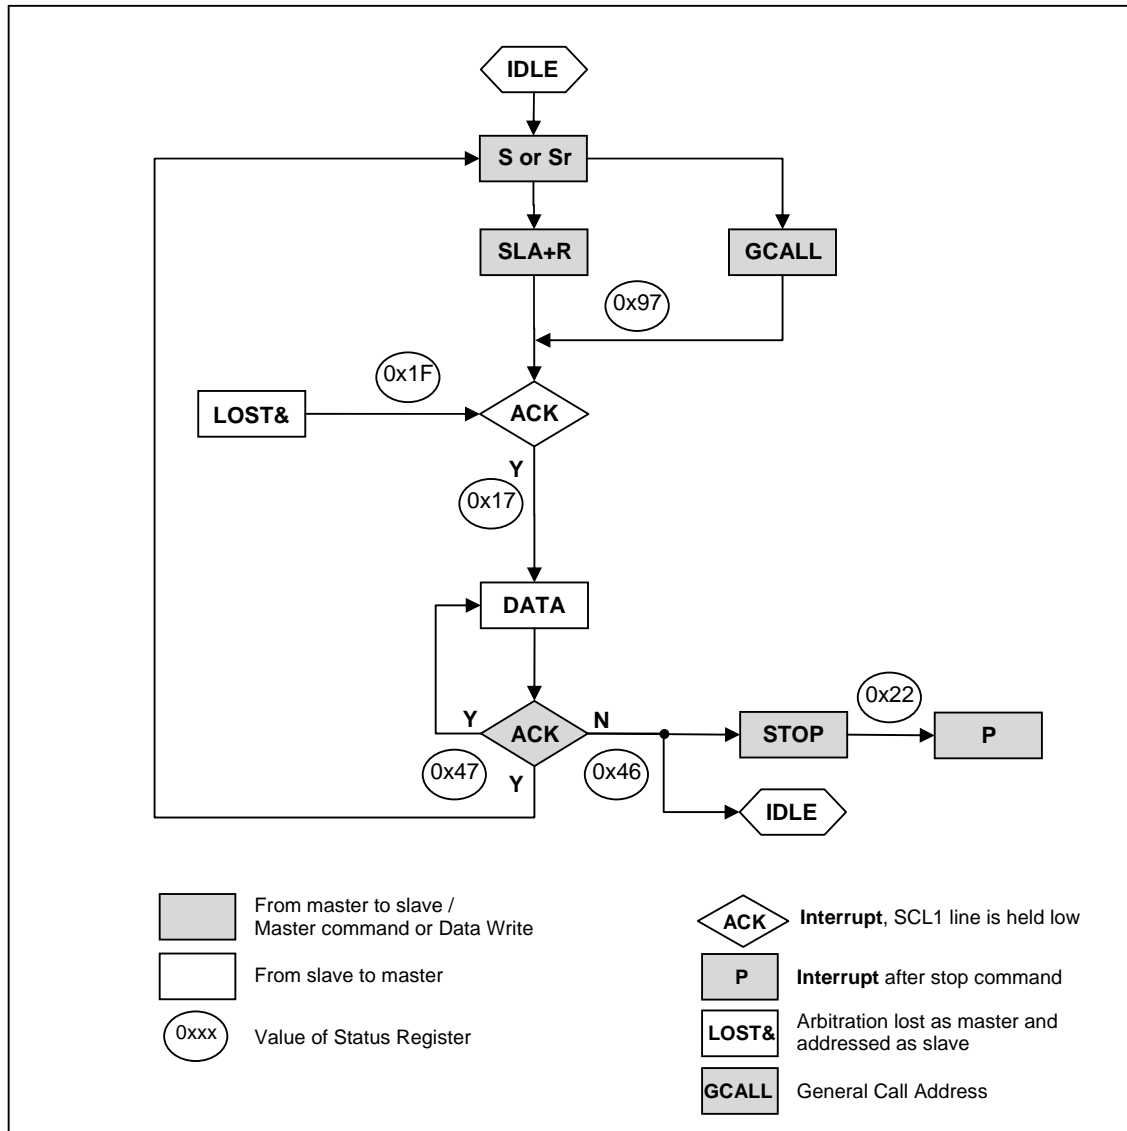 IDLE
S or Sr
SLA+R
GCALL
0x97
0x1F
LOST&
ACK
Y
0x17
DATA
0x22
Y
ACK
N
STOP
P
0x47
Y
0x46
IDLE
From master to slave /
Master command or Data Write
From slave to master
0xxx
Value of Status Register
ACK
Interrupt, SCL1 line is held low
P
Interrupt after stop command
LOST&
Arbitration lost as master and
addressed as slave
GCALL
General Call Address